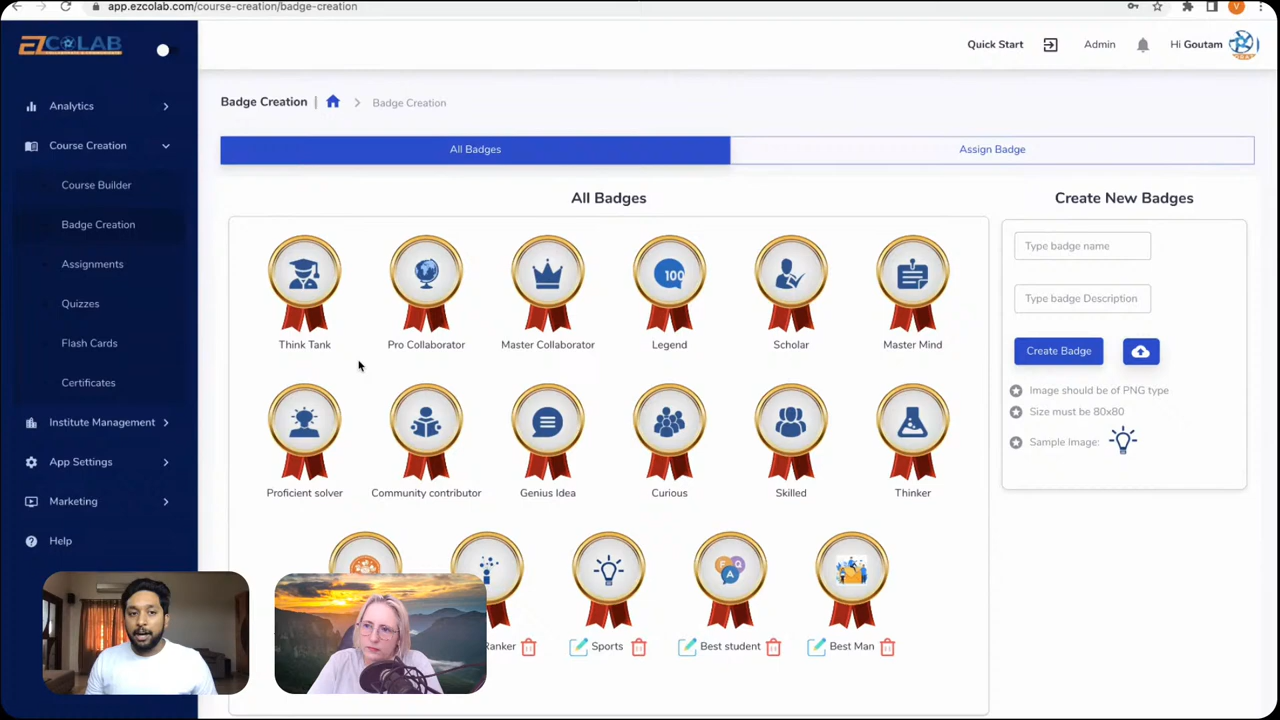 app.ezcolab.com/course-creation/badge-creation
V
EZCOLAB
Quick Start
Admin
Hi Goutam
Analytics
Course Creation
Course Builder
Badge Creation
Assignments
Quizzes
Flash Cards
Certificates
Institute Management
App Settings
Marketing
Help
Badge Creation |
Badge Creation
All Badges
Assign Badge
All Badges
Think Tank
Pro Collaborator
Master Collaborator
100
Legend
Scholar
Master Mind
Proficient solver
Community contributor
Genius Idea
Curious
Skilled
Thinker
Ranker
Sports
F Q A
Best student
Best Man
Create New Badges
Type badge name
Type badge Description
Create Badge
Image should be of PNG type
Size must be 80x80
Sample Image: